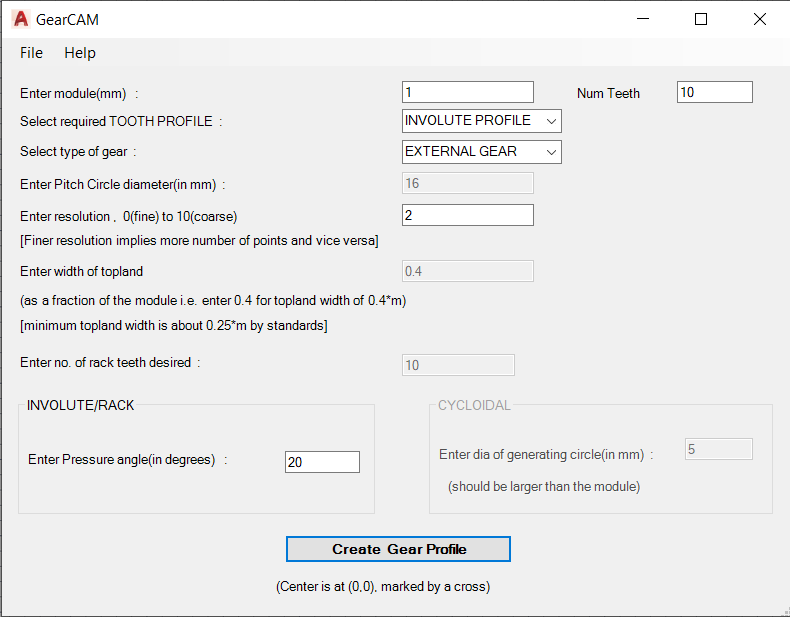 GearCAM
File Help
Enter module(mm) : 1 Num Teeth 10
Select required TOOTH PROFILE : INVOLUTE PROFILE
Select type of gear : EXTERNAL GEAR
Enter Pitch Circle diameter(in mm) : 16
Enter resolution , 0(fine) to 10(coarse) 2
[Finer resolution implies more number of points and vice versa]
Enter width of topland 0.4
(as a fraction of the module i.e. enter 0.4 for topland width of 0.4*m)
[minimum topland width is about 0.25*m by standards]
Enter no. of rack teeth desired : 10
INVOLUTE/RACK
Enter Pressure angle(in degrees) : 20
CYCLOIDAL
Enter dia of generating circle(in mm) : 5
(should be larger than the module)
Create Gear Profile
(Center is at (0,0), marked by a cross)